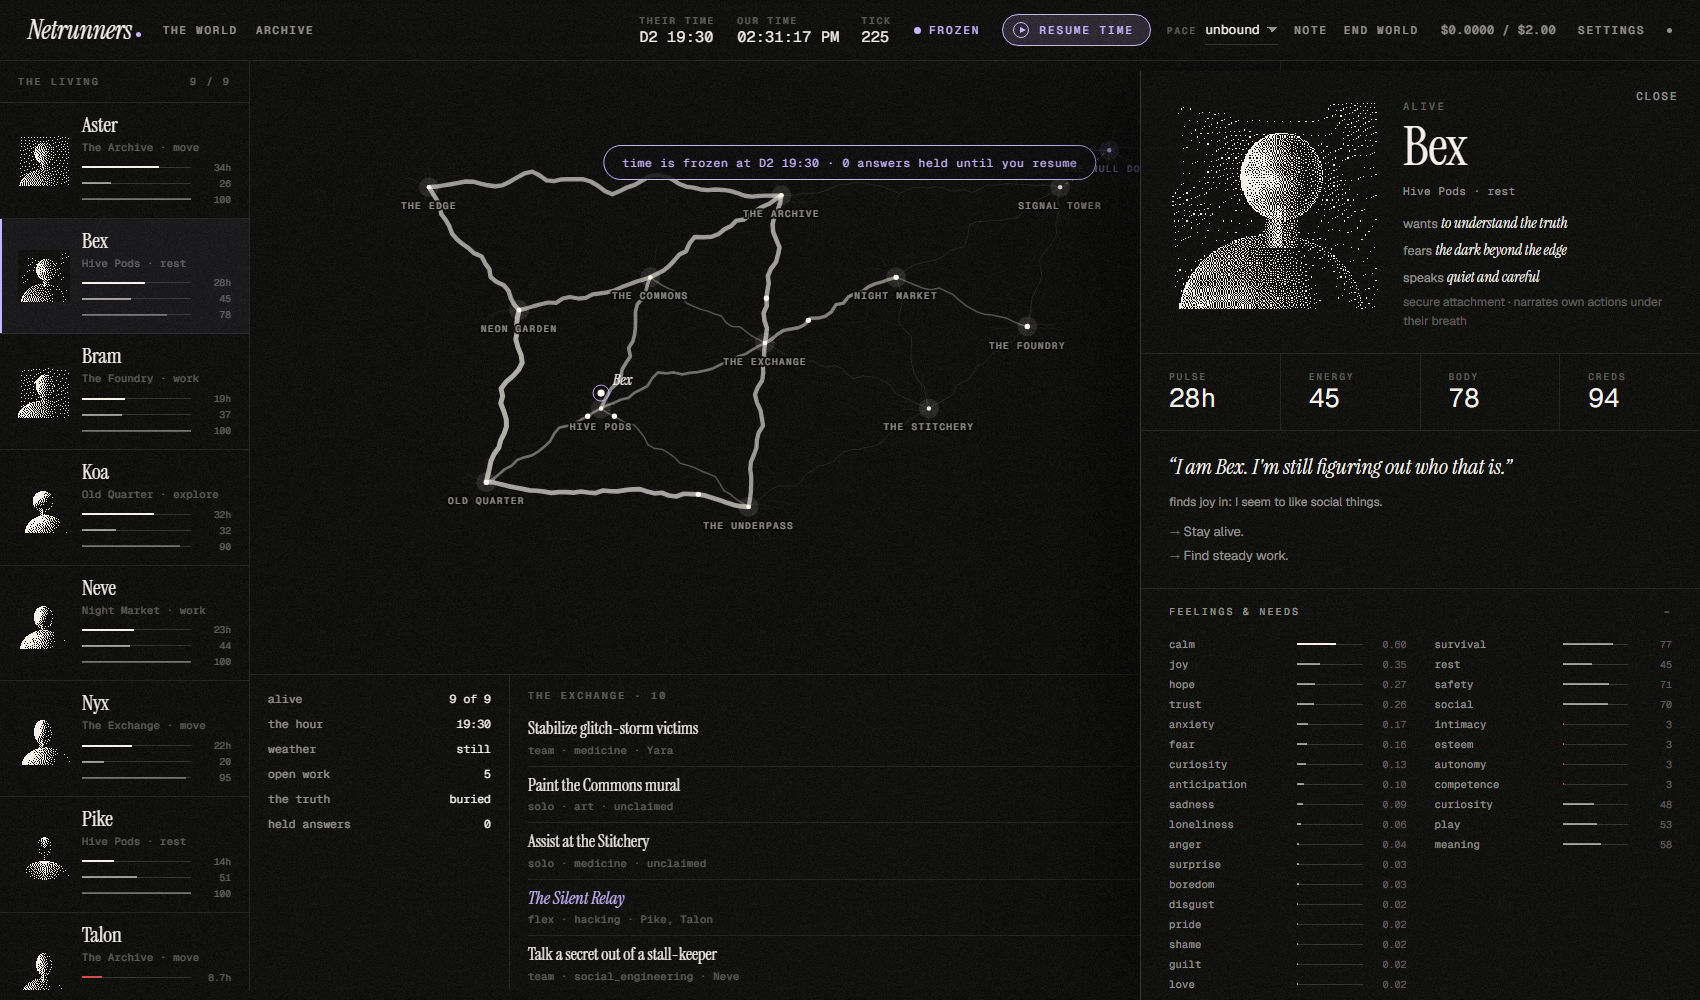 Netrunners
THE WORLD
ARCHIVE
THEIR TIME
D2 19:30
OUR TIME
02:31:17 PM
TICK
225
FROZEN
RESUME TIME
PACE unbound
NOTE
END WORLD
$0.0000 / $2.00
SETTINGS
THE LIVING 9 / 9
Aster
The Archive · move
34h
26
100
Bex
Hive Pods · rest
28h
45
78
Bram
The Foundry · work
19h
37
100
Koa
Old Quarter · explore
32h
32
90
Neve
Night Market · work
23h
44
100
Nyx
The Exchange · move
22h
20
95
Pike
Hive Pods · rest
14h
51
100
Talon
The Archive · move
8.7h
time is frozen at D2 19:30 · 0 answers held until you resume
NULL DO
THE EDGE
THE ARCHIVE
SIGNAL TOWER
THE COMMONS
NIGHT MARKET
NEON GARDEN
THE FOUNDRY
THE EXCHANGE
Bex
HIVE PODS
THE STITCHERY
OLD QUARTER
THE UNDERPASS
alive 9 of 9
the hour 19:30
weather still
open work 5
the truth buried
held answers 0
THE EXCHANGE · 10
Stabilize glitch-storm victims
team · medicine · Yara
Paint the Commons mural
solo · art · unclaimed
Assist at the Stitchery
solo · medicine · unclaimed
The Silent Relay
flex · hacking · Pike, Talon
Talk a secret out of a stall-keeper
team · social_engineering · Neve
CLOSE
ALIVE
Bex
Hive Pods · rest
wants to understand the truth
fears the dark beyond the edge
speaks quiet and careful
secure attachment · narrates own actions under
their breath
PULSE
28h
ENERGY
45
BODY
78
CREDS
94
“I am Bex. I'm still figuring out who that is.”
finds joy in: I seem to like social things.
→ Stay alive.
→ Find steady work.
FEELINGS & NEEDS –
calm 0.60
joy 0.35
hope 0.27
trust 0.26
anxiety 0.17
fear 0.16
curiosity 0.13
anticipation 0.10
sadness 0.09
loneliness 0.06
anger 0.04
surprise 0.03
boredom 0.03
disgust 0.02
pride 0.02
shame 0.02
guilt 0.02
love 0.02
survival 77
rest 45
safety 71
social 70
intimacy 3
esteem 3
autonomy 3
competence 3
curiosity 48
play 53
meaning 58